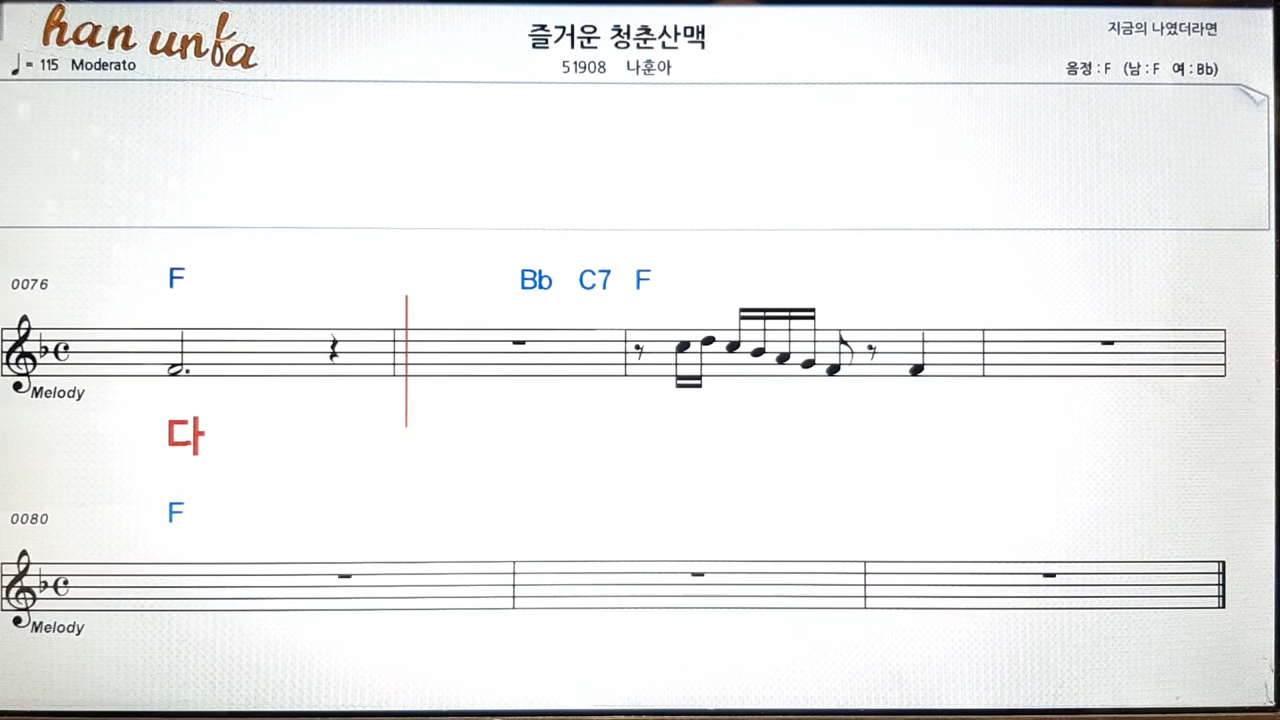 han unfa
즐거운 청춘산맥
지금의 나였더라면
♩= 115 Moderato
51908 나훈아
음정 : F (남 : F 여 : Bb)
0076
F
Bb C7 F
Melody
다
0080
F
Melody